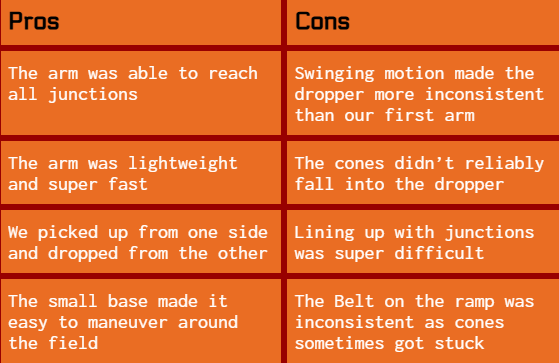 Pros
Cons
The arm was able to reach
all junctions
Swinging motion made the
dropper more inconsistent
than our first arm
The arm was lightweight
and super fast
The cones didn't reliably
fall into the dropper
We picked up from one side
and dropped from the other
Lining up with junctions
was super difficult
The small base made it
easy to maneuver around
the field
The Belt on the ramp was
inconsistent as cones
sometimes got stuck